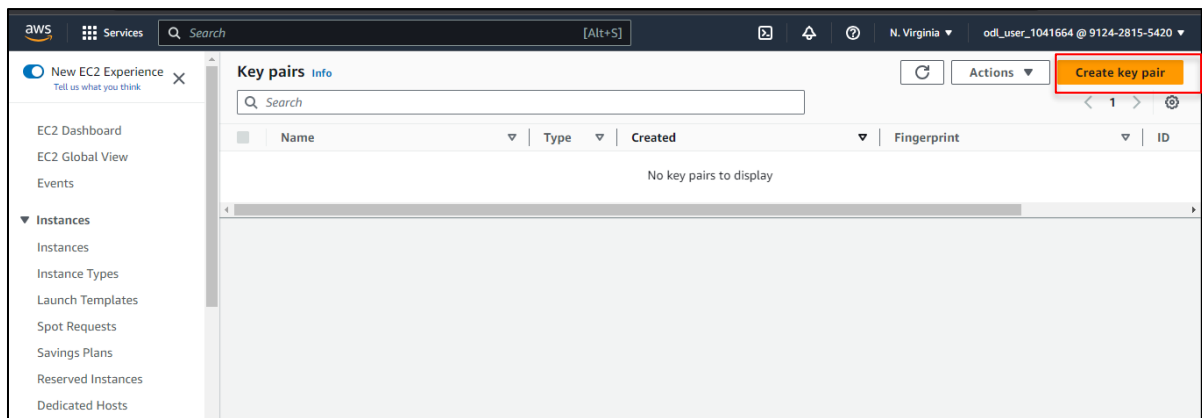 aws Services Search [Alt+S] N. Virginia odl_user_1041664 @ 9124-2815-5420
New EC2 Experience
Tell us what you think
EC2 Dashboard
EC2 Global View
Events
Instances
Instances
Instance Types
Launch Templates
Spot Requests
Savings Plans
Reserved Instances
Dedicated Hosts
Key pairs Info Actions Create key pair
Search 1
Name Type Created Fingerprint ID
No key pairs to display